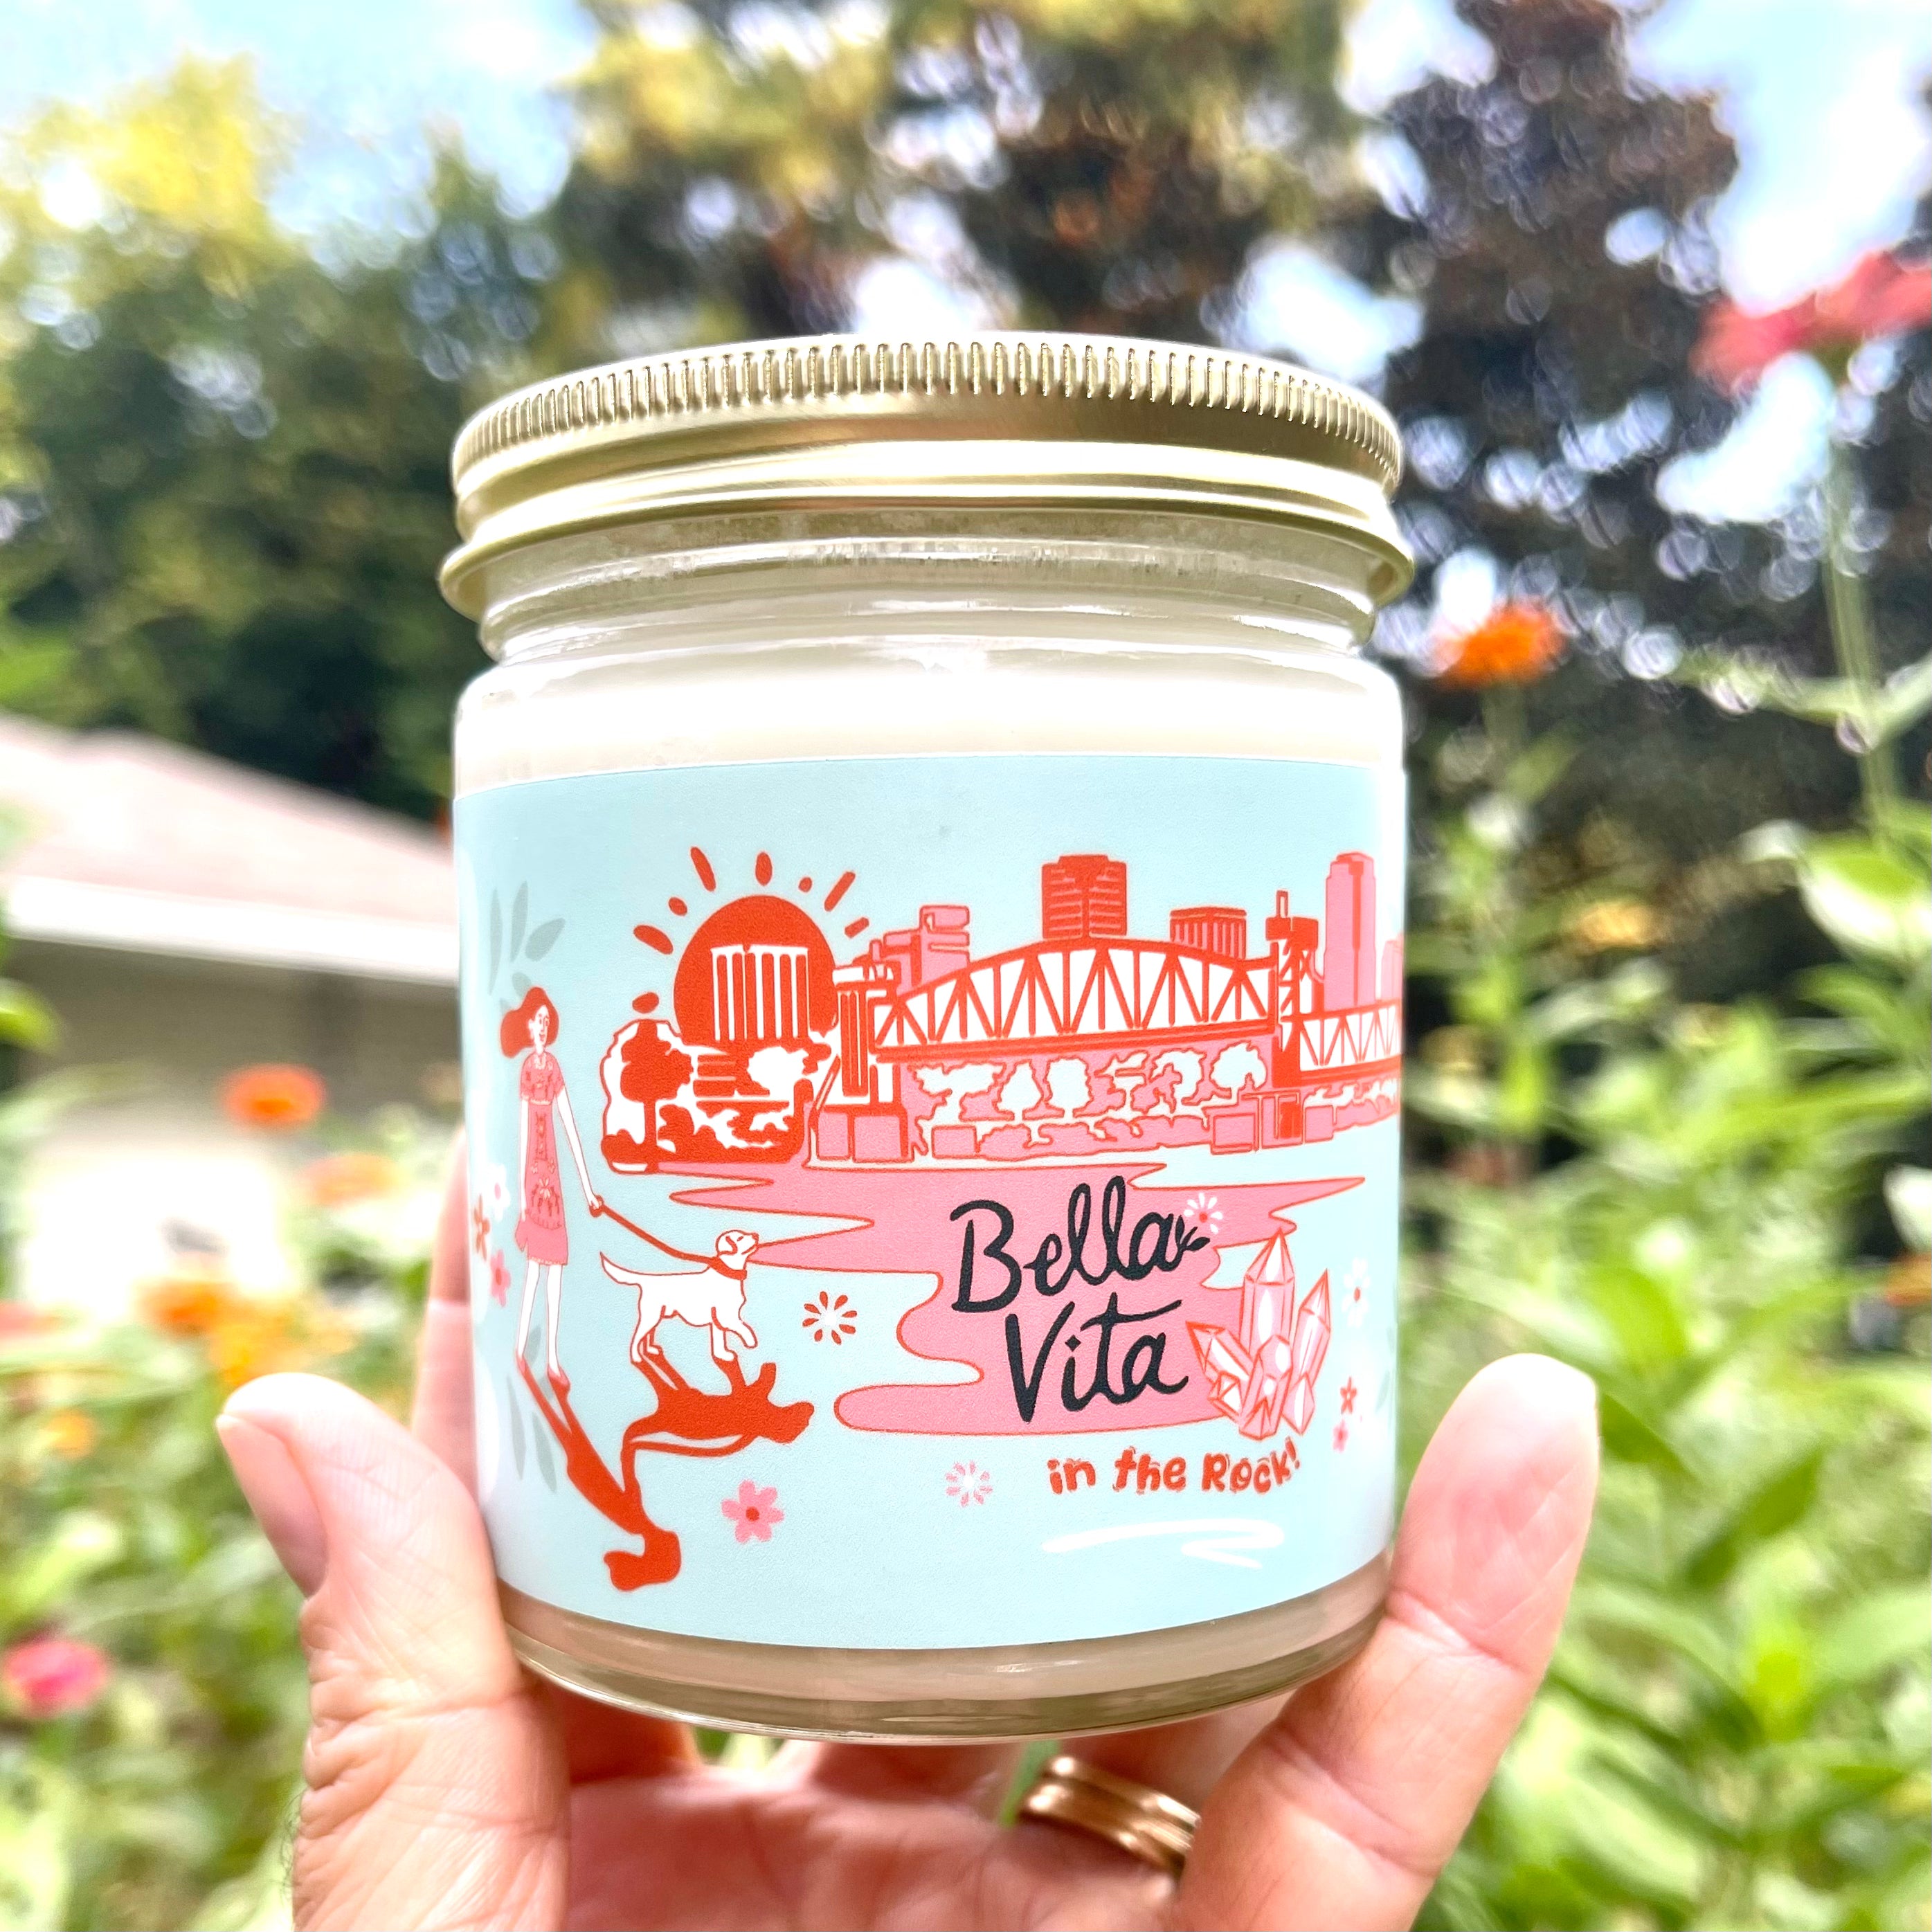 Bella
Vita
in the Rock!